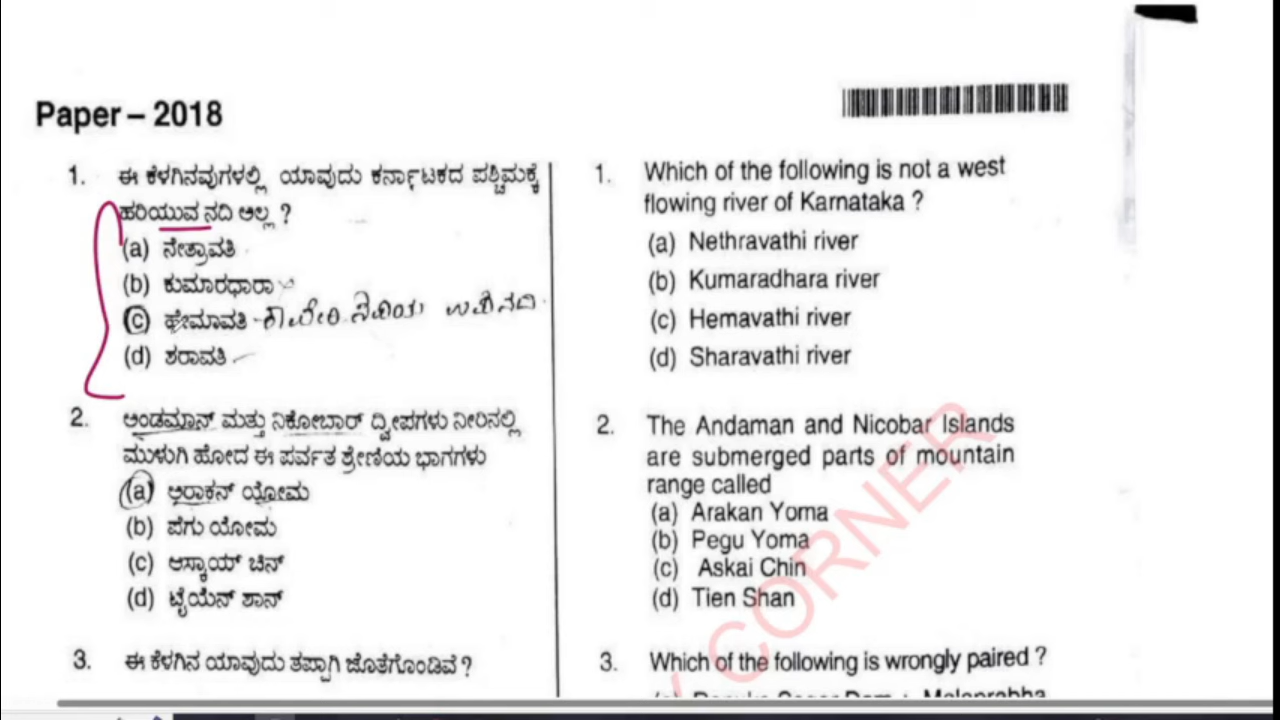 Paper – 2018
1. ಈ ಕೆಳಗಿನವುಗಳಲ್ಲಿ ಯಾವುದು ಕರ್ನಾಟಕದ ಪಶ್ಚಿಮಕ್ಕೆ
ಹರಿಯುವ ನದಿ ಅಲ್ಲ ?
(a) ನೇತ್ರಾವತಿ
(b) ಕುಮಾರಧಾರಾ
(c) ಹೇಮಾವತಿ - ಕಾವೇರಿ ನದಿಯ ಉಪನದಿ
(d) ಶರಾವತಿ
2. ಅಂಡಮಾನ್ ಮತ್ತು ನಿಕೋಬಾರ್ ದ್ವೀಪಗಳು ನೀರಿನಲ್ಲಿ
ಮುಳುಗಿ ಹೋದ ಈ ಪರ್ವತ ಶ್ರೇಣಿಯ ಭಾಗಗಳು
(a) ಅರಾಕನ್ ಯೋಮ
(b) ಪೆಗು ಯೋಮ
(c) ಆಸ್ಕಾಯ್ ಚಿನ್
(d) ಟೈಯೆನ್ ಶಾನ್
3. ಈ ಕೆಳಗಿನ ಯಾವುದು ತಪ್ಪಾಗಿ ಜೊತೆಗೊಂಡಿವೆ ?
1. Which of the following is not a west
flowing river of Karnataka ?
(a) Nethravathi river
(b) Kumaradhara river
(c) Hemavathi river
(d) Sharavathi river
2. The Andaman and Nicobar Islands
are submerged parts of mountain
range called
(a) Arakan Yoma
(b) Pegu Yoma
(c) Askai Chin
(d) Tien Shan
3. Which of the following is wrongly paired ?
CORNER